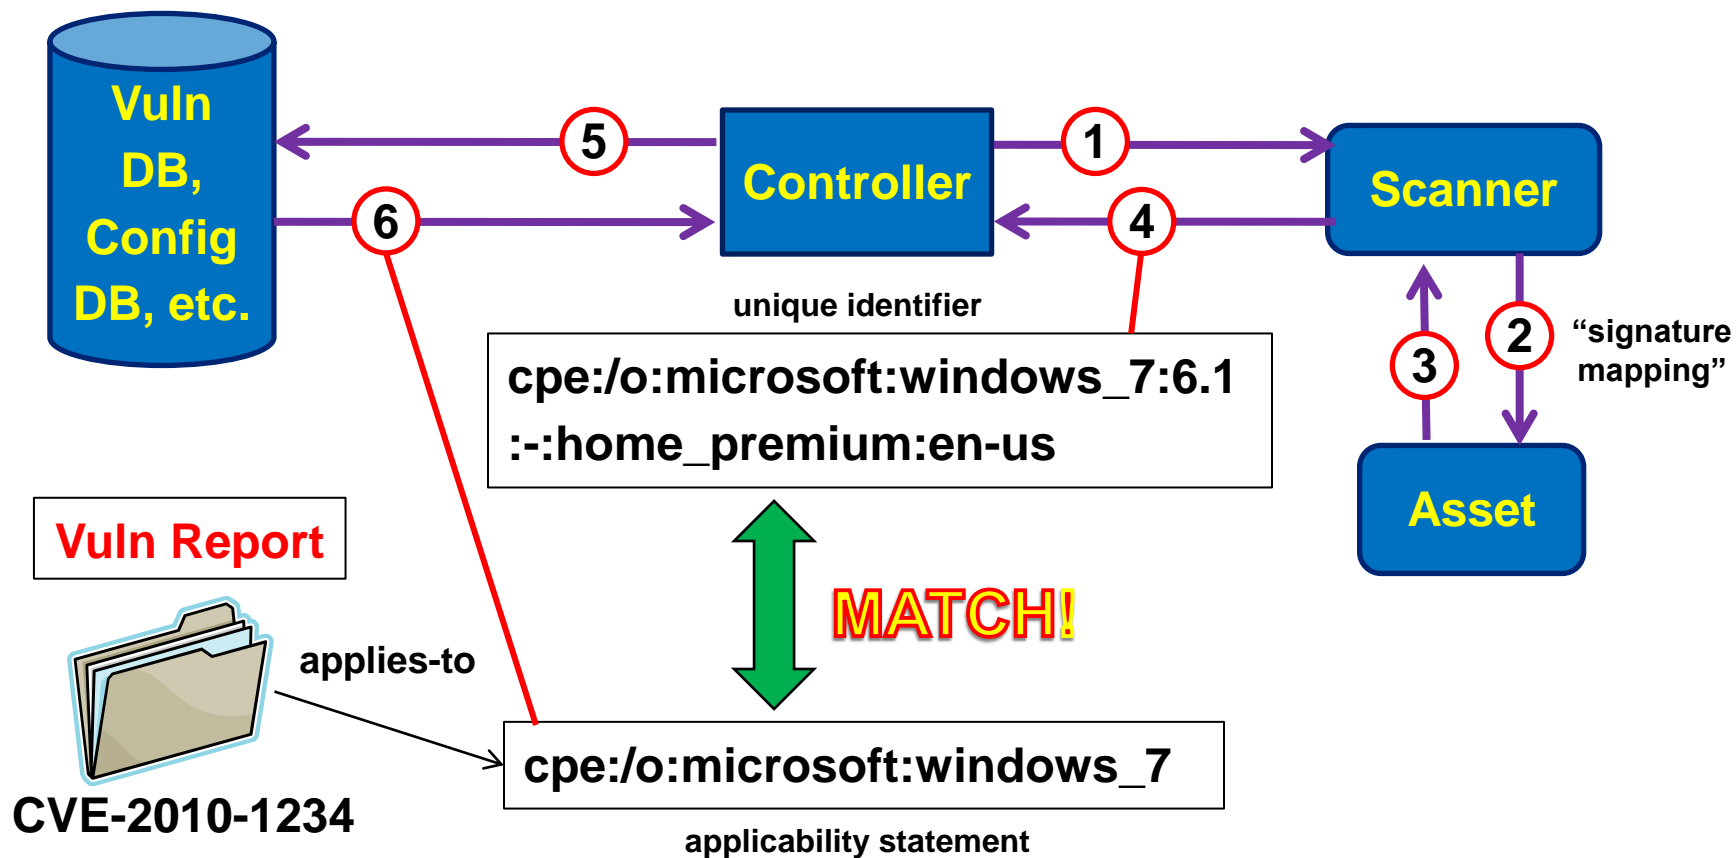 Vuln
DB,
Config
DB, etc.
5
Controller
1
Scanner
6
4
unique identifier
cpe:/o:microsoft:windows_7:6.1
:-:home_premium:en-us
3
2
“signature
mapping”
Asset
Vuln Report
MATCH!
applies-to
cpe:/o:microsoft:windows_7
CVE-2010-1234
applicability statement